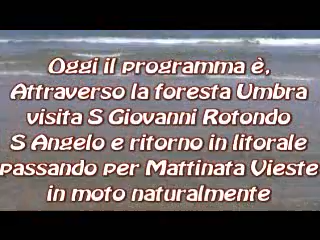 Oggi il programma è,
Attraverso la foresta Umbra
visita S Giovanni Rotondo
S Angelo e ritorno in litorale
passando per Mattinata Vieste
in moto naturalmente